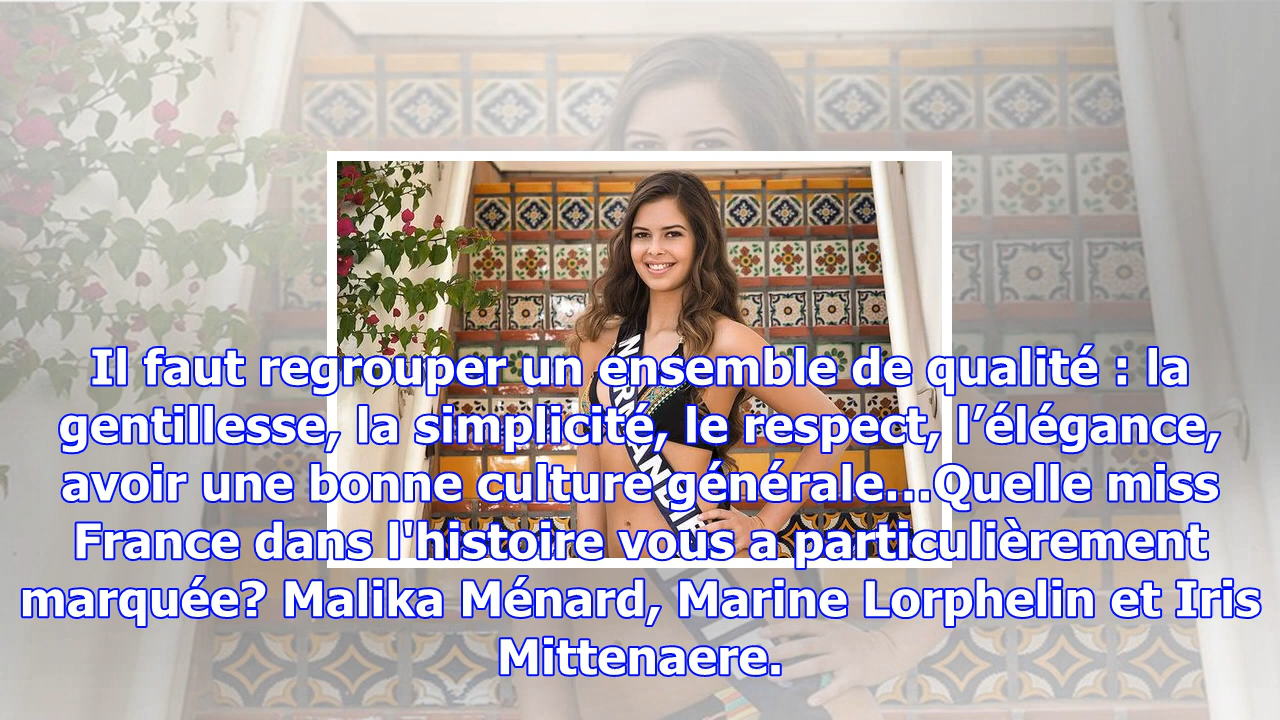 NORMANDIE
Il faut regrouper un ensemble de qualité : la
gentillesse, la simplicité, le respect, l’élégance,
avoir une bonne culture générale...Quelle miss
France dans l'histoire vous a particulièrement
marquée? Malika Ménard, Marine Lorphelin et Iris
Mittenaere.